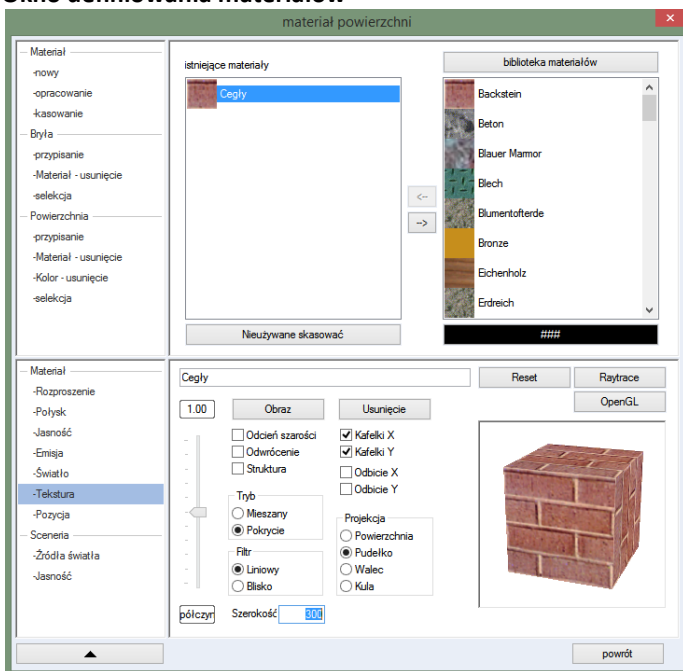 materiał powierzchni
Materiał
-nowy
-opracowanie
-kasowanie
Bryła
-przypisanie
-Materiał - usunięcie
-selekcja
Powierzchnia
-przypisanie
-Materiał - usunięcie
-Kolor - usunięcie
-selekcja
istniejące materiały
Cegły
Nieużywane skasować
<--
-->
biblioteka materiałów
Backstein
Beton
Blauer Marmor
Blech
Blumentofterde
Bronze
Eichenholz
Erdreich
###
Materiał
-Rozproszenie
-Połysk
-Jasność
-Emisja
-Światło
-Tekstura
-Pozycja
Sceneria
-Źródła światła
-Jasność
Cegły
Reset
Raytrace
OpenGL
1.00
Obraz
Usunięcie
Odcień szarości
Odwrócenie
Struktura
Kafelki X
Kafelki Y
Odbicie X
Odbicie Y
Tryb
Mieszany
Pokrycie
Filtr
Liniowy
Blisko
Projekcja
Powierzchnia
Pudełko
Walec
Kula
półczyn
Szerokość
300
powrót